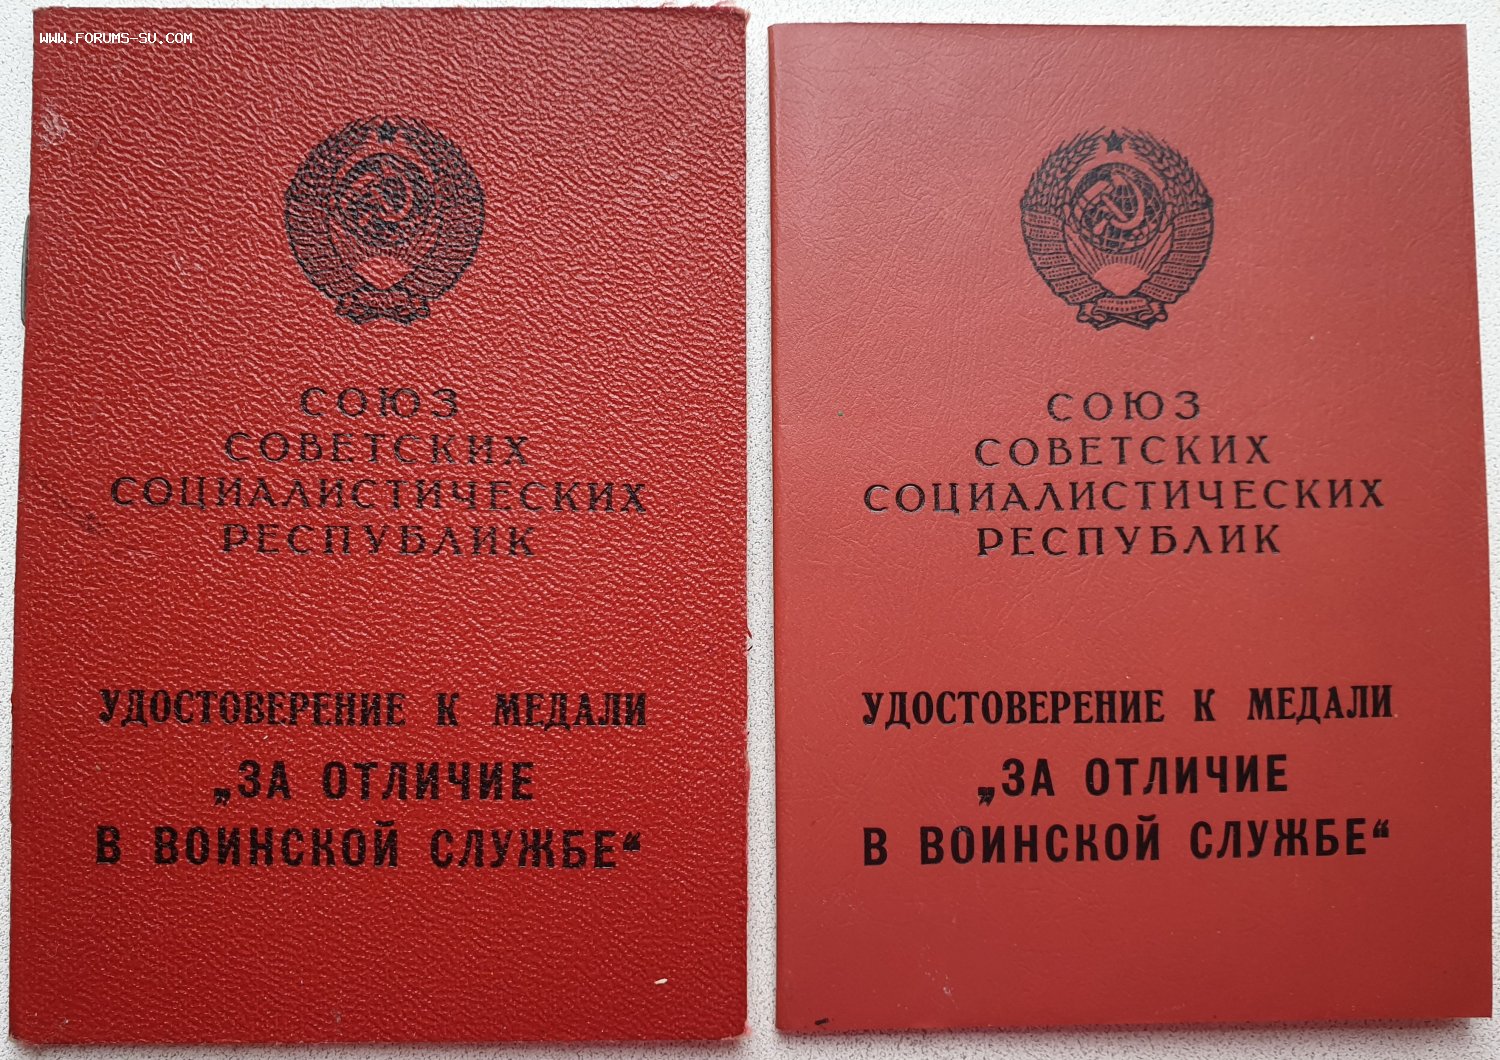 WWW.FORUMS-SU.COM
СОЮЗ
СОВЕТСКИХ
СОЦИАЛИСТИЧЕСКИХ
РЕСПУБЛИК
УДОСТОВЕРЕНИЕ К МЕДАЛИ
„ЗА ОТЛИЧИЕ
В ВОИНСКОЙ СЛУЖБЕ“
СОЮЗ
СОВЕТСКИХ
СОЦИАЛИСТИЧЕСКИХ
РЕСПУБЛИК
УДОСТОВЕРЕНИЕ К МЕДАЛИ
„ЗА ОТЛИЧИЕ
В ВОИНСКОЙ СЛУЖБЕ“